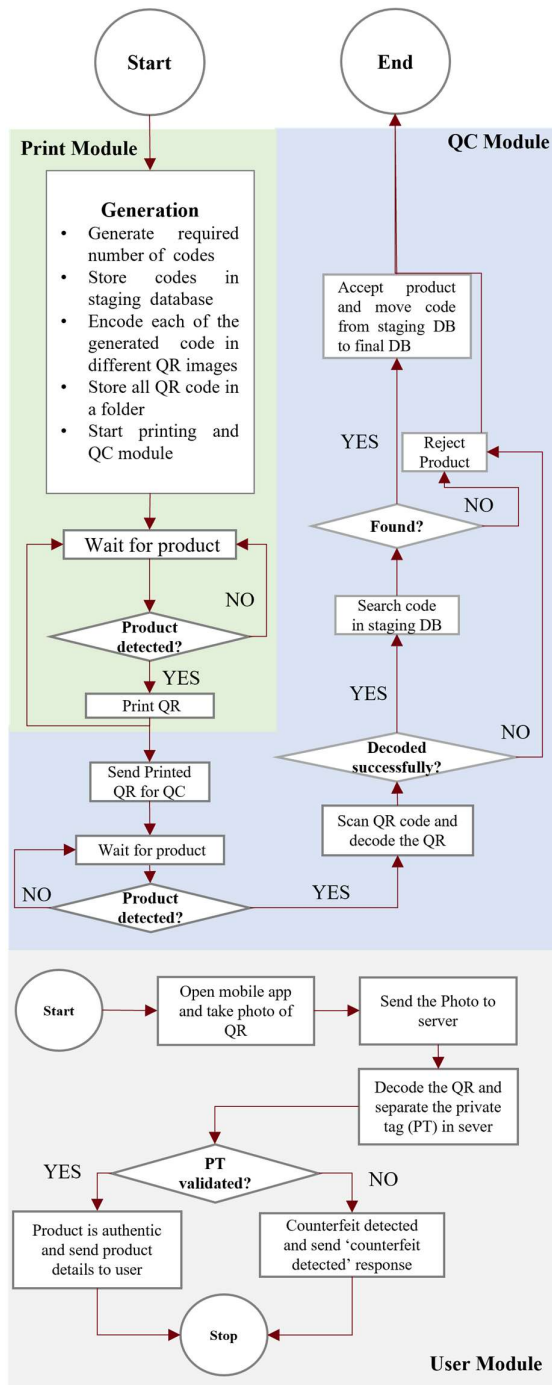 Start
Print Module
Generation
• Generate required
number of codes
• Store codes in
staging database
• Encode each of the
generated code in
different QR images
• Store all QR code in
a folder
• Start printing and
QC module
Wait for product
NO
Product
detected?
YES
Print QR
Send Printed
QR for QC
Wait for product
NO
Product
detected?
YES
End
QC Module
Accept product
and move code
from staging DB
to final DB
YES
Reject
Product
NO
Found?
Search code
in staging DB
YES
NO
Decoded
successfully?
Scan QR code and
decode the QR
Start
Open mobile app
and take photo of
QR
Send the Photo to
server
Decode the QR and
separate the private
tag (PT) in sever
PT
validated?
YES
NO
Product is authentic
and send product
details to user
Counterfeit detected
and send ‘counterfeit
detected’ response
Stop
User Module